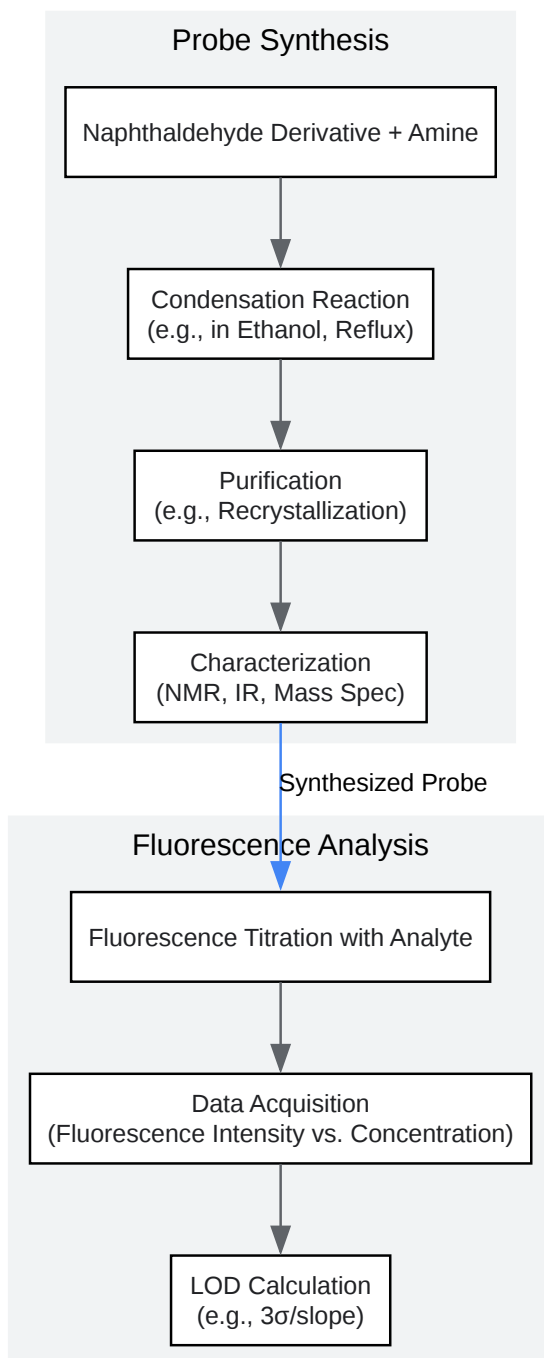 Probe Synthesis
Naphthaldehyde Derivative + Amine
Condensation Reaction
(e.g., in Ethanol, Reflux)
Purification
(e.g., Recrystallization)
Characterization
(NMR, IR, Mass Spec)
Synthesized Probe
Fluorescence Analysis
Fluorescence Titration with Analyte
Data Acquisition
(Fluorescence Intensity vs. Concentration)
LOD Calculation
(e.g., 3σ/slope)